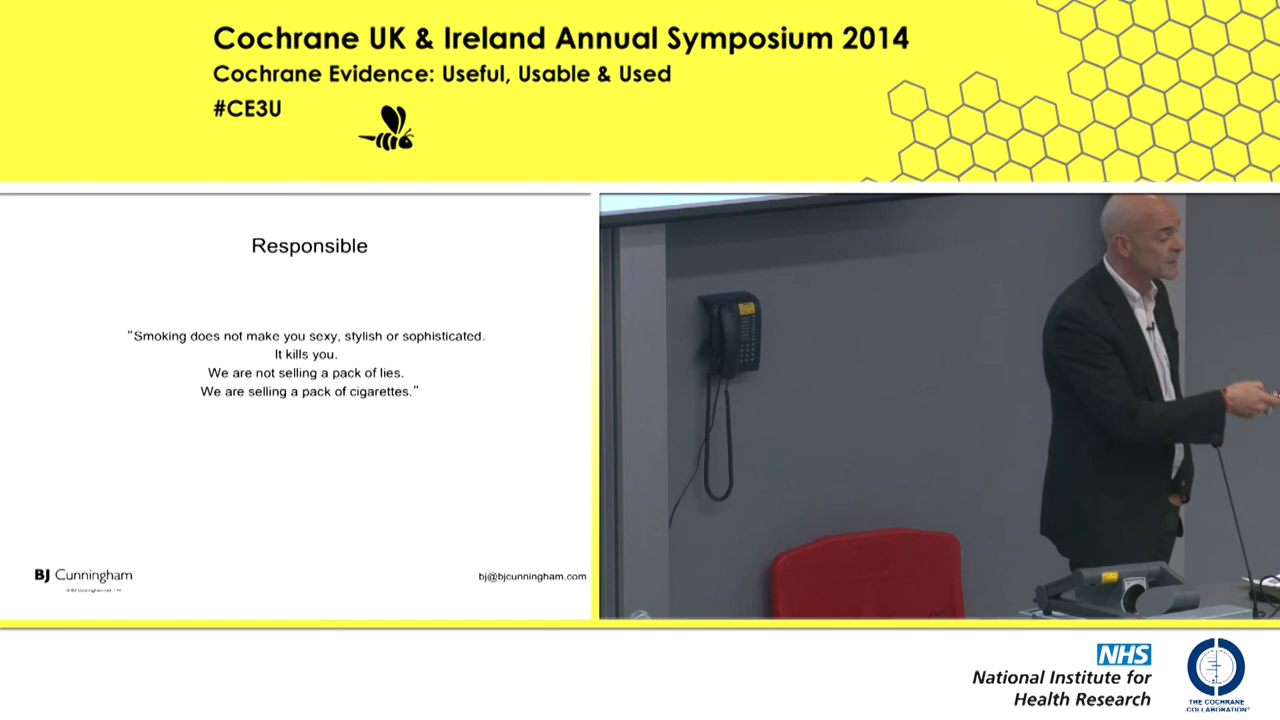 Cochrane UK & Ireland Annual Symposium 2014
Cochrane Evidence: Useful, Usable & Used
#CE3U
Responsible
“Smoking does not make you sexy, stylish or sophisticated.
It kills you.
We are not selling a pack of lies.
We are selling a pack of cigarettes.”
BJ Cunningham
bj@bjcunningham.com
NHS
National Institute for
Health Research
THE COCHRANE
COLLABORATION®